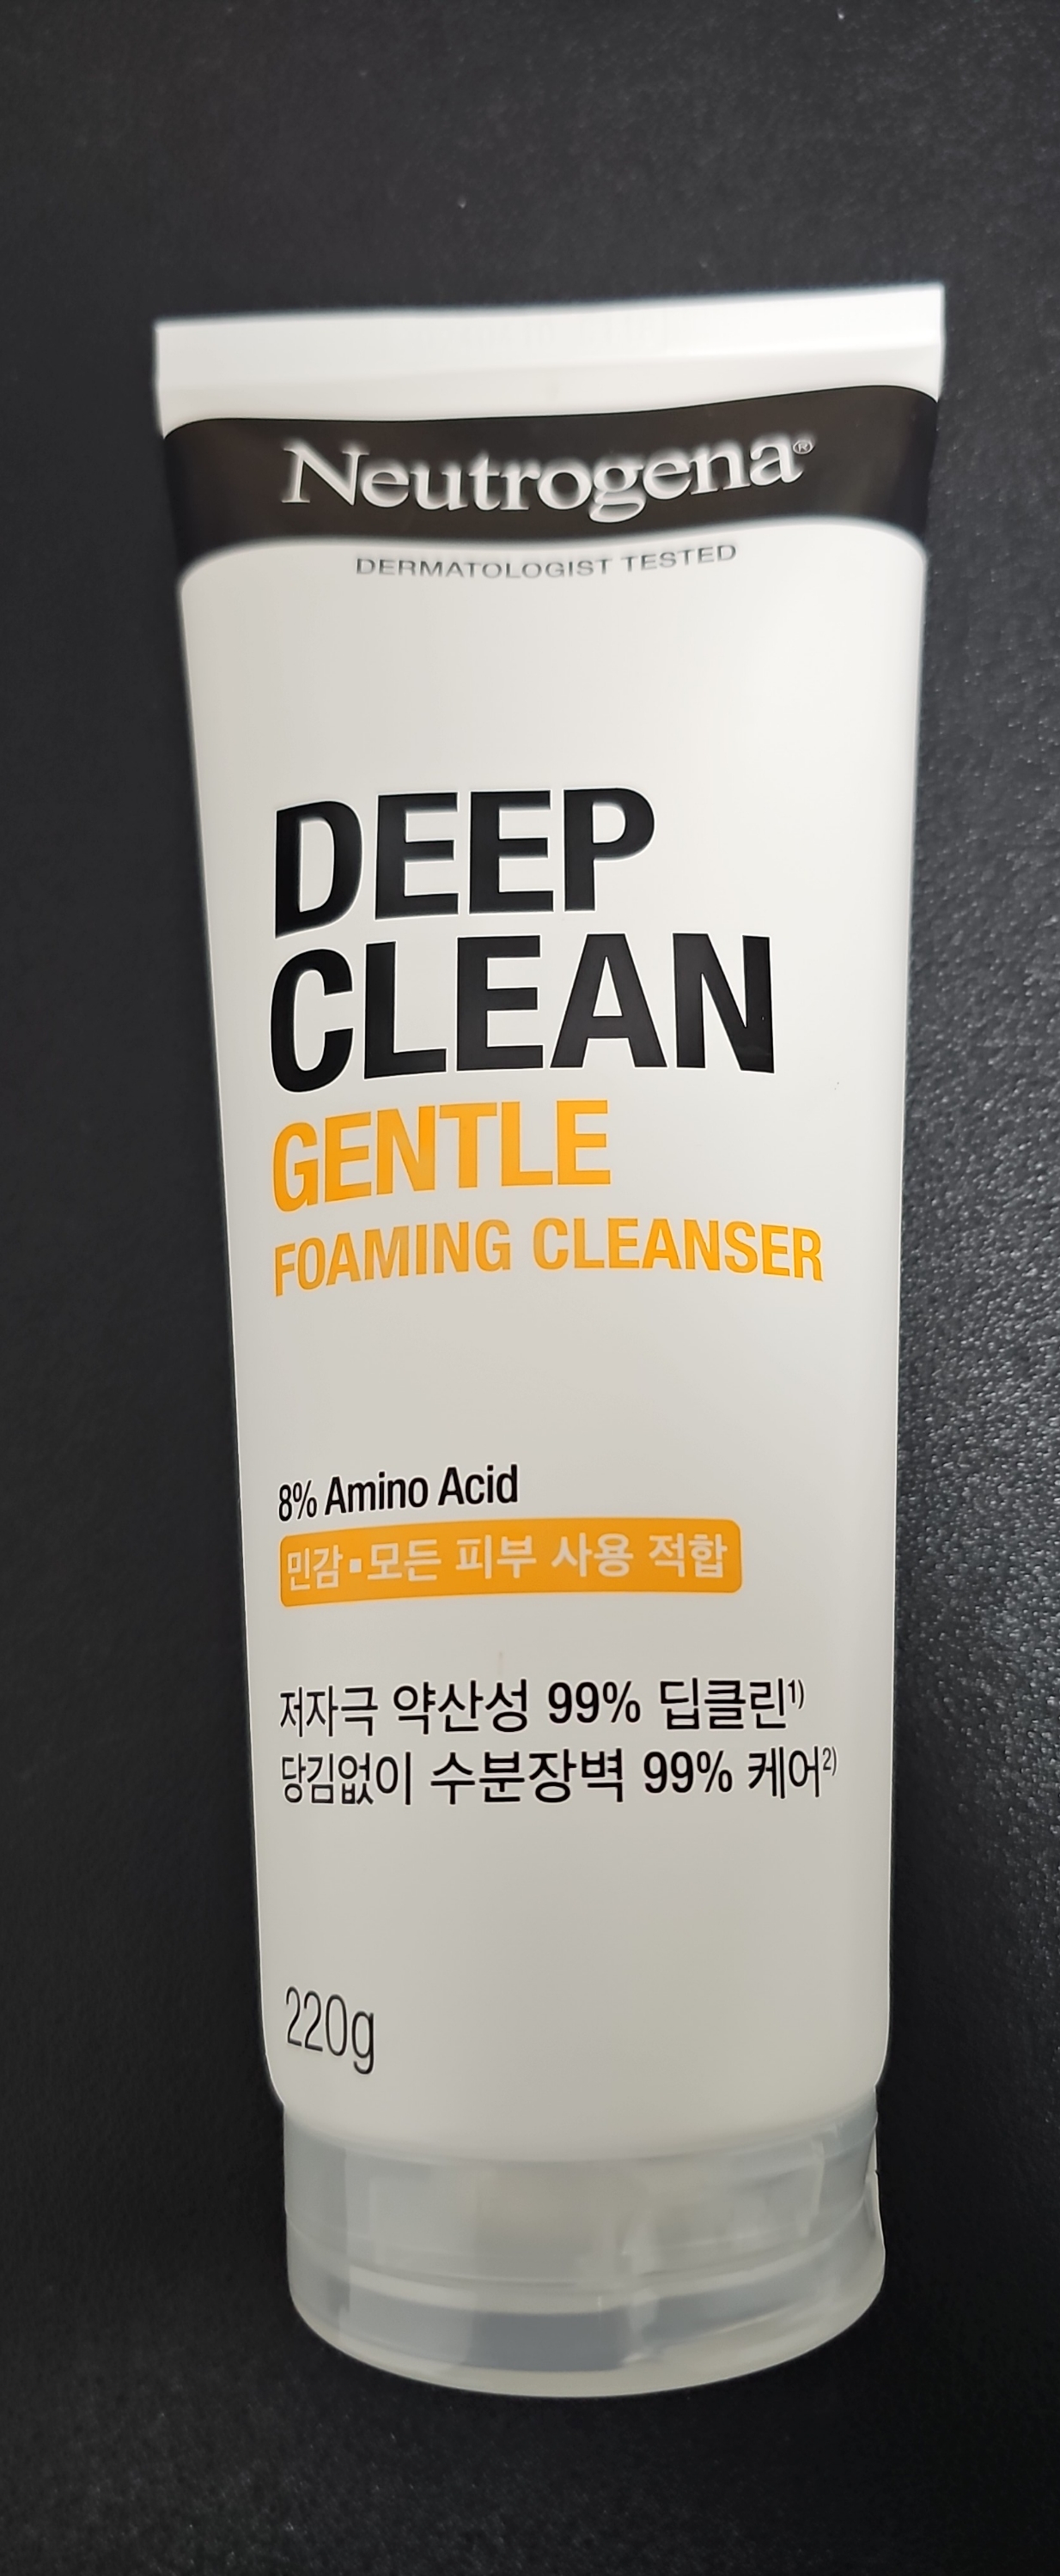 Neutrogena®
DERMATOLOGIST TESTED
DEEP
CLEAN
GENTLE
FOAMING CLEANSER
8% Amino Acid
민감▪모든 피부 사용 적합
저자극 약산성 99% 딥클린1)
당김없이 수분장벽 99% 케어2)
220g